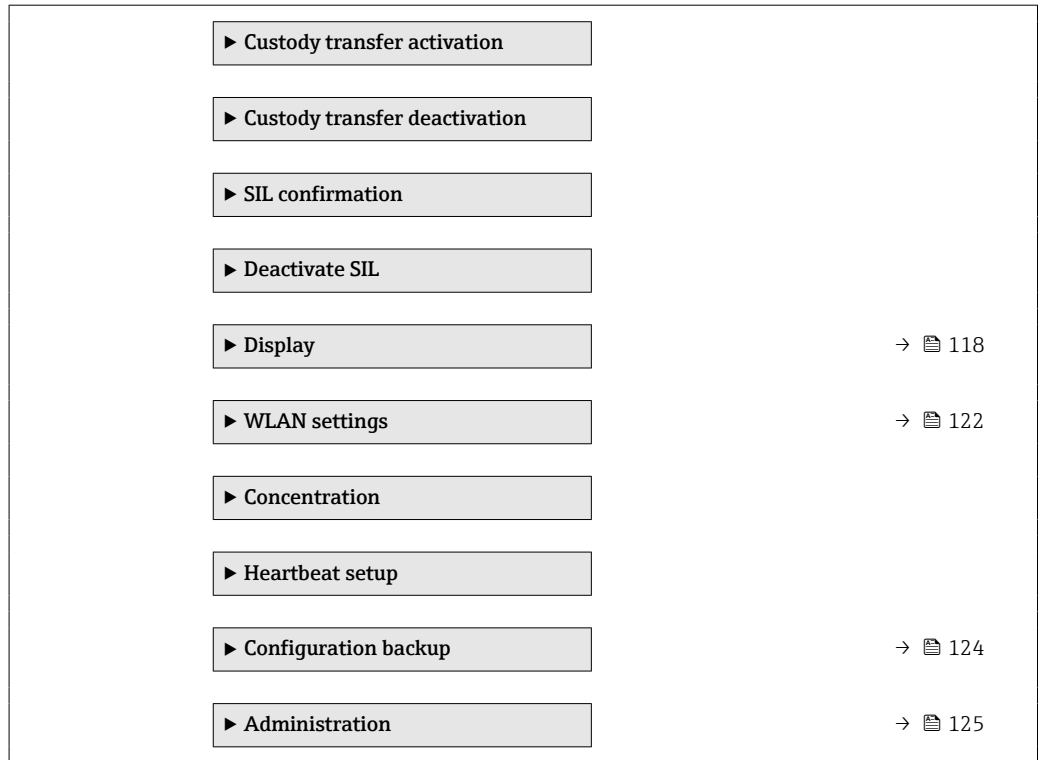 ▶ Custody transfer activation
▶ Custody transfer deactivation
▶ SIL confirmation
▶ Deactivate SIL
▶ Display → 118
▶ WLAN settings → 122
▶ Concentration
▶ Heartbeat setup
▶ Configuration backup → 124
▶ Administration → 125